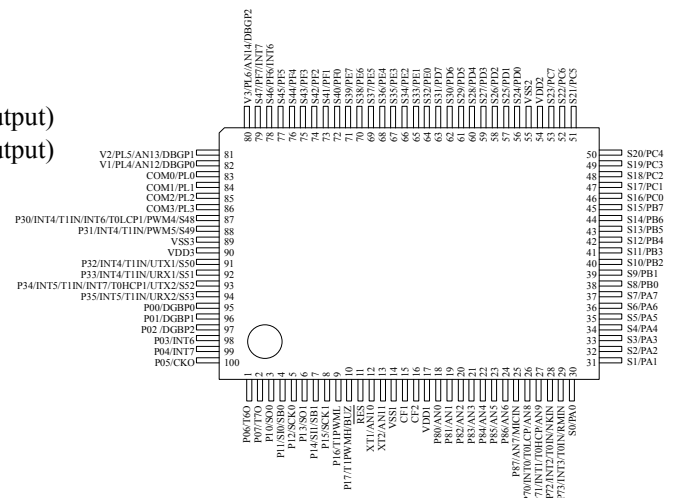 utput)
utput)
V3/PL6/AN14/DBGP2 80
S47/PF7/INT7 79
S46/PF6/INT6 78
S45/PF5 77
S44/PF4 76
S43/PF3 75
S42/PF2 74
S41/PF1 73
S40/PF0 72
S39/PE7 71
S38/PE6 70
S37/PE5 69
S36/PE4 68
S35/PE3 67
S34/PE2 66
S33/PE1 65
S32/PE0 64
S31/PD7 63
S30/PD6 62
S29/PD5 61
S28/PD4 60
S27/PD3 59
S26/PD2 58
S25/PD1 57
S24/PD0 56
VSS2 55
VDD2 54
S23/PC7 53
S22/PC6 52
S21/PC5 51
V2/PL5/AN13/DBGP1 81
V1/PL4/AN12/DBGP0 82
COM0/PL0 83
COM1/PL1 84
COM2/PL2 85
COM3/PL3 86
P30/INT4/T1IN/INT6/T0LCP1/PWM4/S48 87
P31/INT4/T1IN/PWM5/S49 88
VSS3 89
VDD3 90
P32/INT4/T1IN/UTX1/S50 91
P33/INT4/T1IN/URX1/S51 92
P34/INT5/T1IN/INT7/T0HCP1/UTX2/S52 93
P35/INT5/T1IN/URX2/S53 94
P00/DGBP0 95
P01/DGBP1 96
P02 /DGBP2 97
P03/INT6 98
P04/INT7 99
P05/CKO 100
50 S20/PC4
49 S19/PC3
48 S18/PC2
47 S17/PC1
46 S16/PC0
45 S15/PB7
44 S14/PB6
43 S13/PB5
42 S12/PB4
41 S11/PB3
40 S10/PB2
39 S9/PB1
38 S8/PB0
37 S7/PA7
36 S6/PA6
35 S5/PA5
34 S4/PA4
33 S3/PA3
32 S2/PA2
31 S1/PA1
1 P06/T6O
2 P07/T7O
3 P10/SO0
4 P11/SI0/SB0
5 P12/SCK0
6 P13/SO1
7 P14/SI1/SB1
8 P15/SCK1
9 P16/T1PWML
10 P17/T1PWMH/BUZ
11 RES
12 XT1/AN10
13 XT2/AN11
14 VSS1
15 CF1
16 CF2
17 VDD1
18 P80/AN0
19 P81/AN1
20 P82/AN2
21 P83/AN3
22 P84/AN4
23 P85/AN5
24 P86/AN6
25 P87/AN7/MICIN
26 P70/INT0/T0LCP/AN8
27 P71/INT1/T0HCP/AN9
28 P72/INT2/T0IN/NKIN
29 P73/INT3/T0IN/RMIN
30 S0/PA0